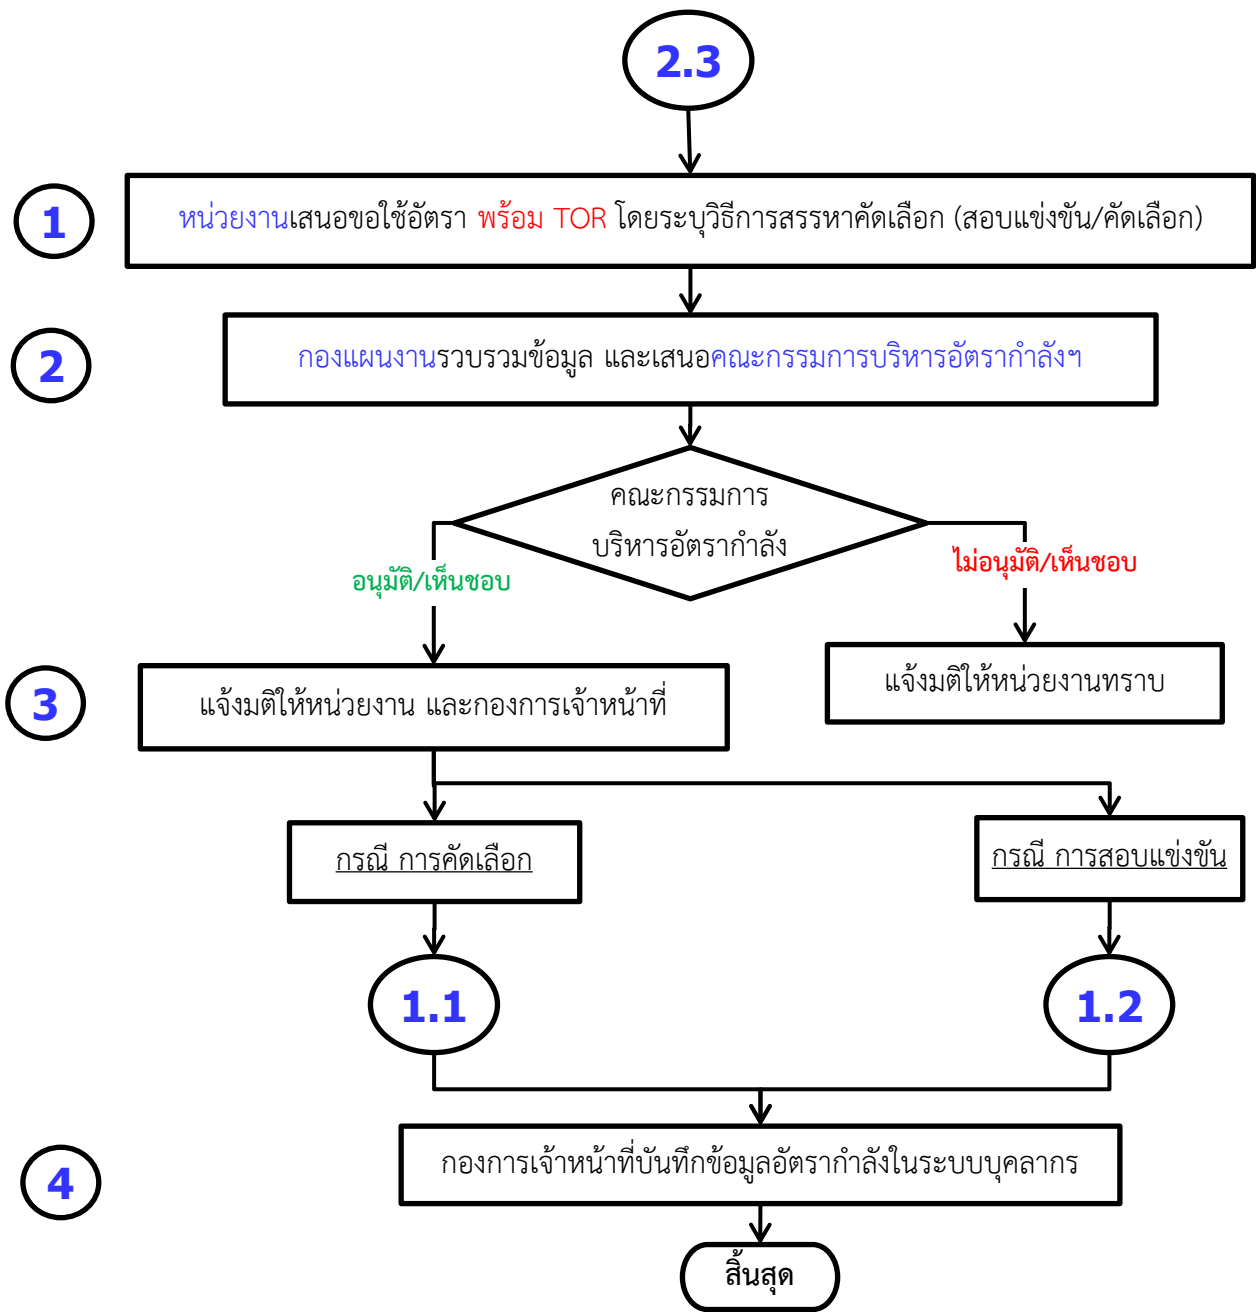 2.3
1
หน่วยงานเสนอขอใช้อัตรา พร้อม TOR โดยระบุวิธีการสรรหาคัดเลือก (สอบแข่งขัน/คัดเลือก)
2
กองแผนงานรวบรวมข้อมูล และเสนอคณะกรรมการบริหารอัตรากำลังฯ
คณะกรรมการ
บริหารอัตรากำลัง
อนุมัติ/เห็นชอบ
ไม่อนุมัติ/เห็นชอบ
3
แจ้งมติให้หน่วยงาน และกองการเจ้าหน้าที่
แจ้งมติให้หน่วยงานทราบ
กรณี การคัดเลือก
กรณี การสอบแข่งขัน
1.1
1.2
4
กองการเจ้าหน้าที่บันทึกข้อมูลอัตรากำลังในระบบบุคลากร
สิ้นสุด